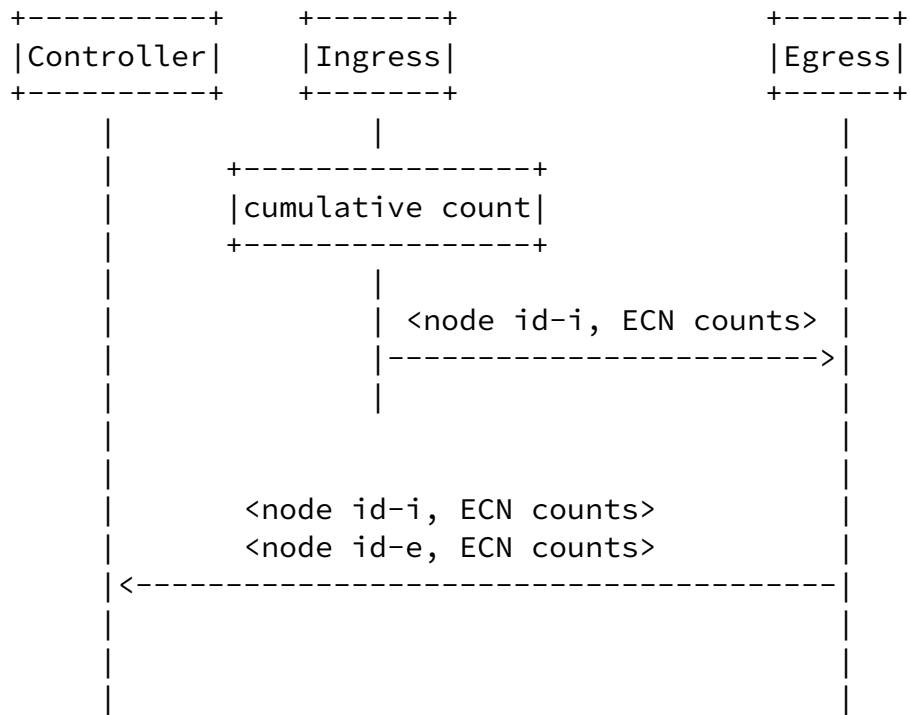 Controller Ingress Egress
cumulative count
<node id-i, ECN counts>
<node id-i, ECN counts>
<node id-e, ECN counts>